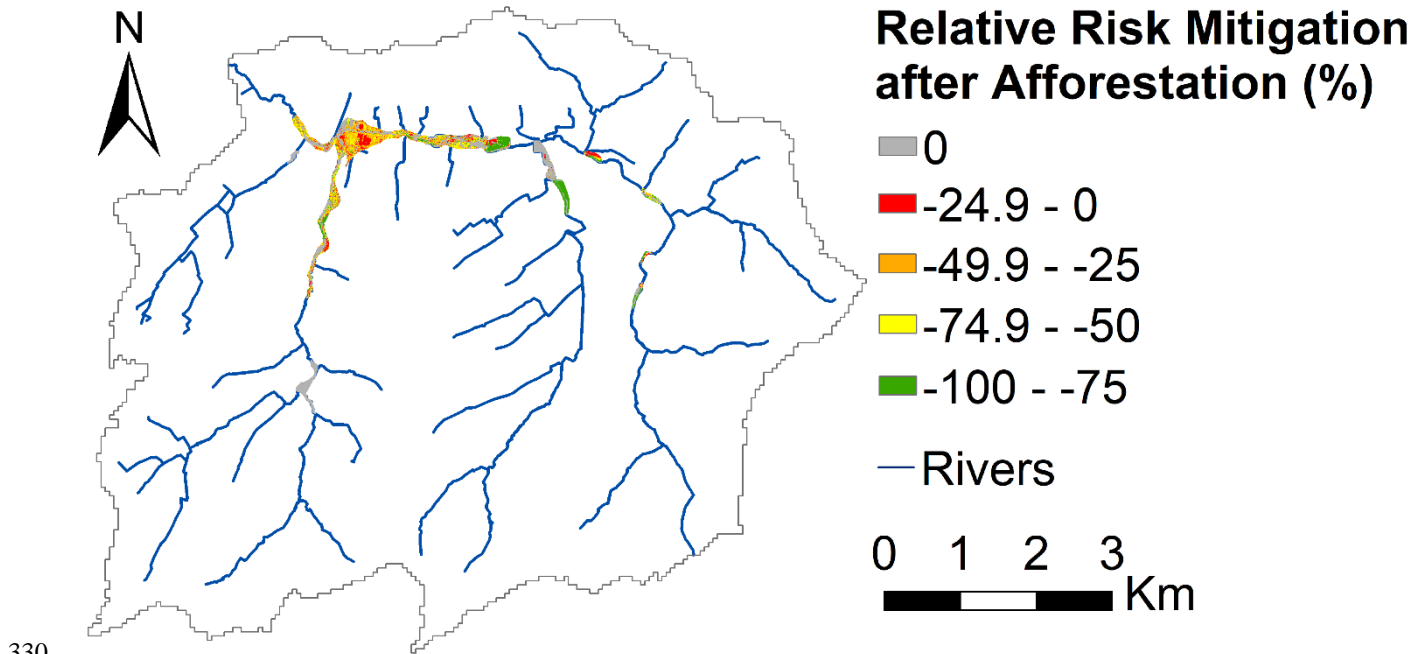 N
Relative Risk Mitigation
after Afforestation (%)
0
-24.9 - 0
-49.9 - -25
-74.9 - -50
-100 - -75
Rivers
0 1 2 3
Km
330